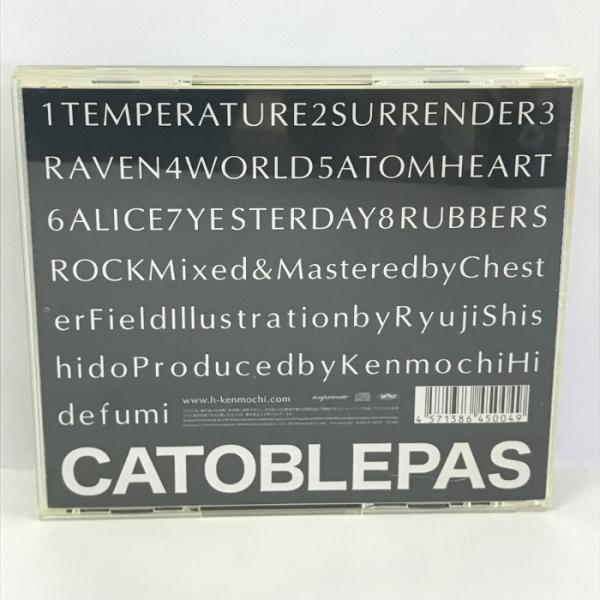 1TEMPERATURE2SURRENDER3
RAVEN4WORLD5ATOMHEART
6ALICE7YESTERDAY8RUBBERS
ROCKMixed&MasteredbyChest
erFieldIllustrationbyRyujiShis
hidoProducedbyKenmochiHi
defumi
www.h-kenmochi.com
4 571386 450049
CATOBLEPAS